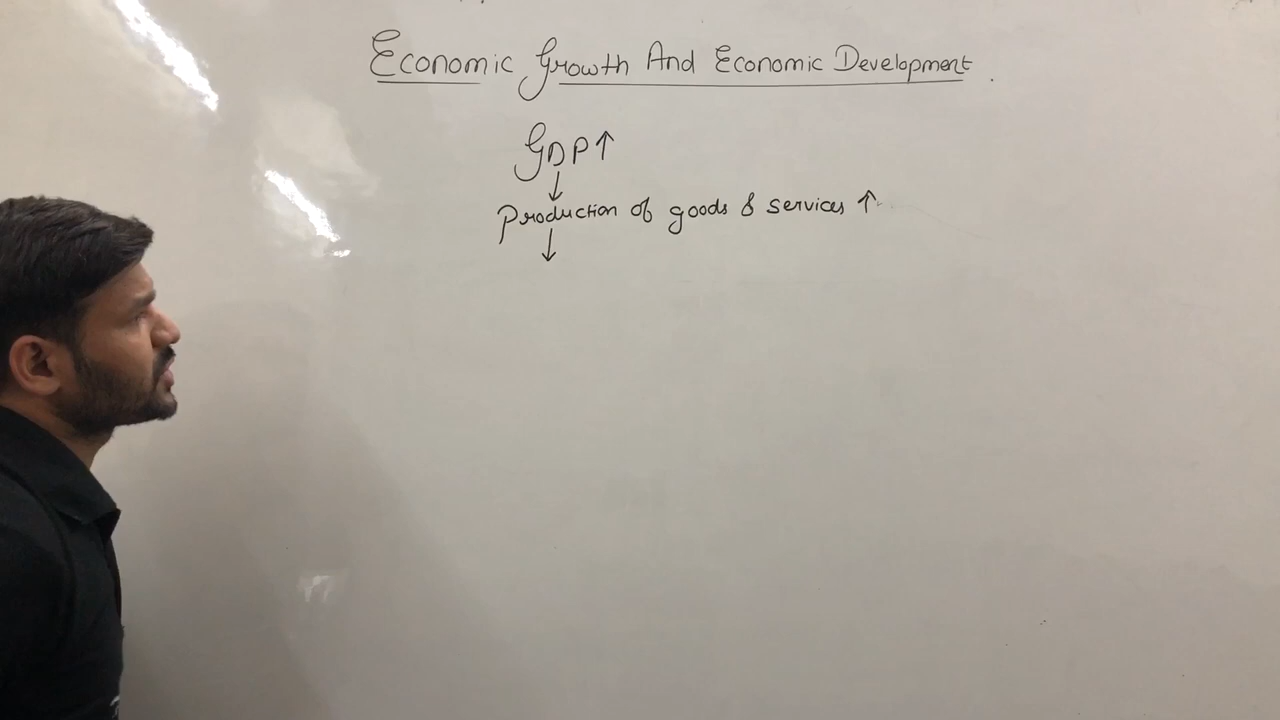 Economic Growth And Economic Development.
GDP↑
↓
Production of goods & services ↑
↓